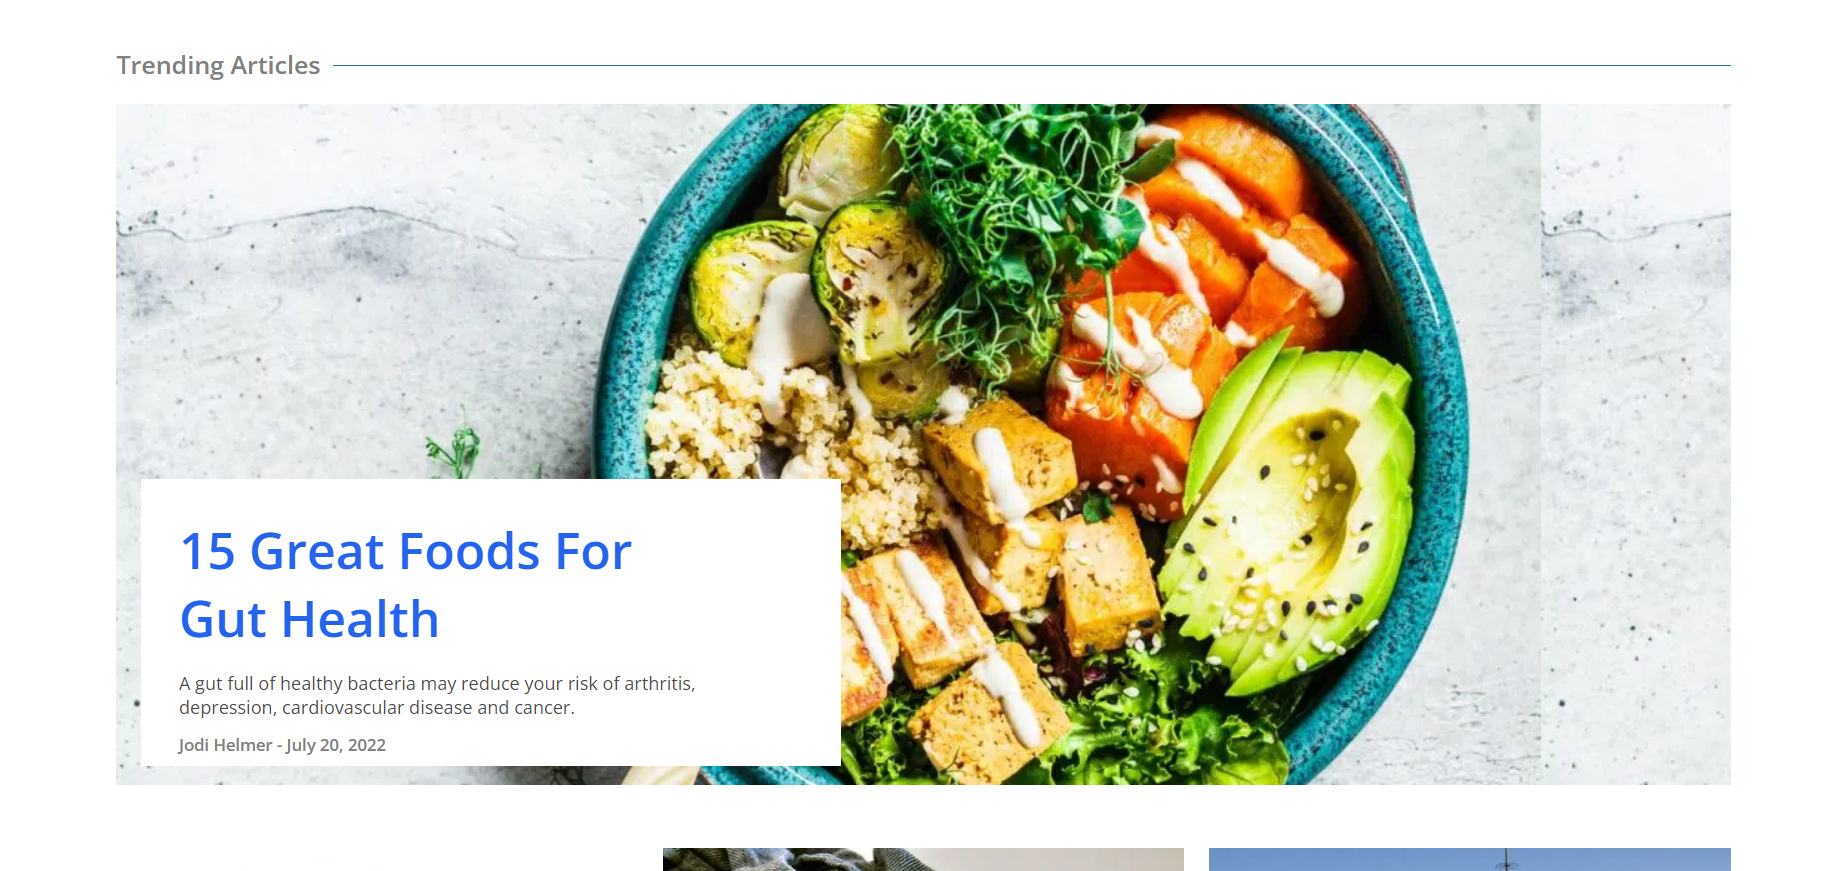 Trending Articles
15 Great Foods For
Gut Health
A gut full of healthy bacteria may reduce your risk of arthritis,
depression, cardiovascular disease and cancer.
Jodi Helmer - July 20, 2022